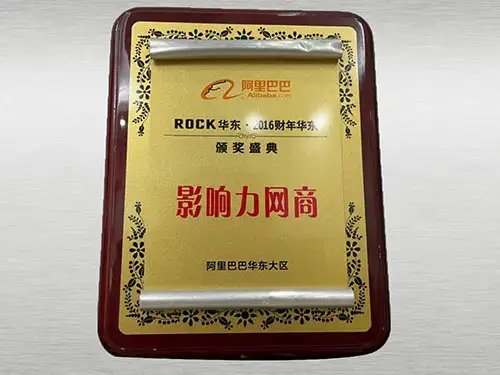 阿里巴巴
Alibaba.com
ROCK华东·2016财年华东
颁奖盛典
影响力网商
阿里巴巴华东大区